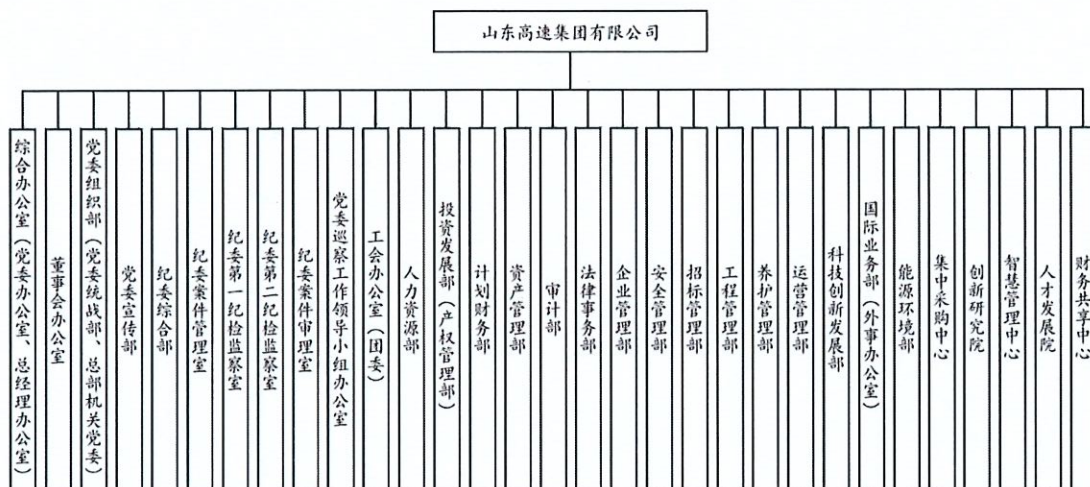 山东高速集团有限公司
综合办公室（党委办公室、总经理办公室）
董事会办公室
党委组织部（党委统战部、总部机关党委）
党委宣传部
纪委综合部
纪委案件管理室
纪委第一纪检监察室
纪委第二纪检监察室
纪委案件审理室
党委巡察工作领导小组办公室
工会办公室（团委）
人力资源部
投资发展部（产权管理部）
计划财务部
资产管理部
审计部
法律事务部
企业管理部
安全管理部
招标管理部
工程管理部
养护管理部
运营管理部
科技创新发展部
国际业务部（外事办公室）
能源环境部
集中采购中心
创新研究院
智慧管理中心
人才发展院
财务共享中心